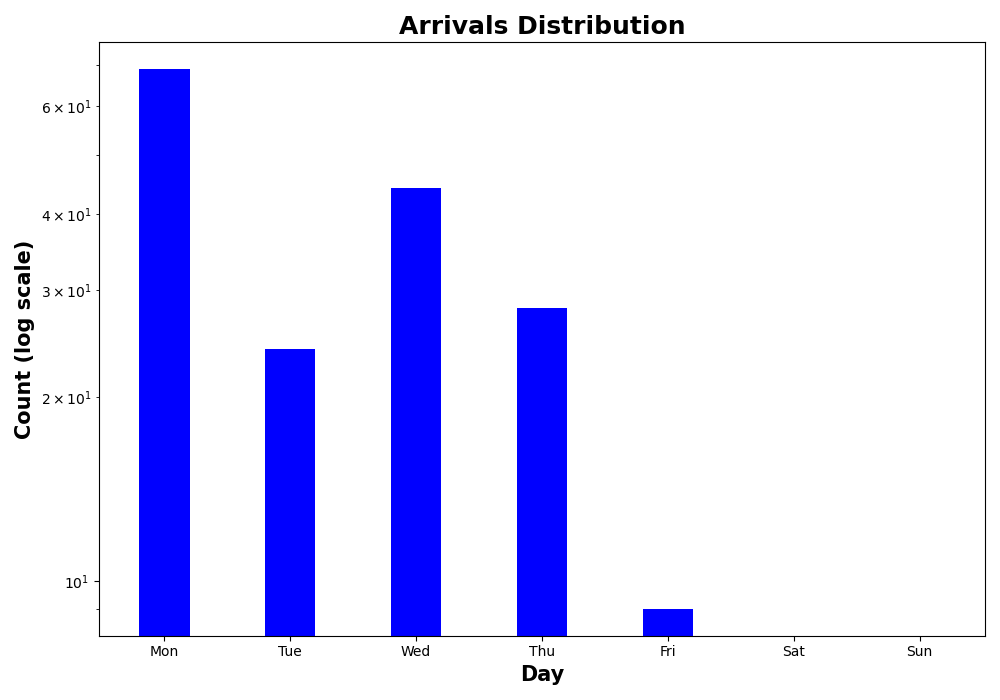 Arrivals Distribution
Count (log scale)
6 × 10¹
4 × 10¹
3 × 10¹
2 × 10¹
10¹
Mon Tue Wed Thu Fri Sat Sun
Day